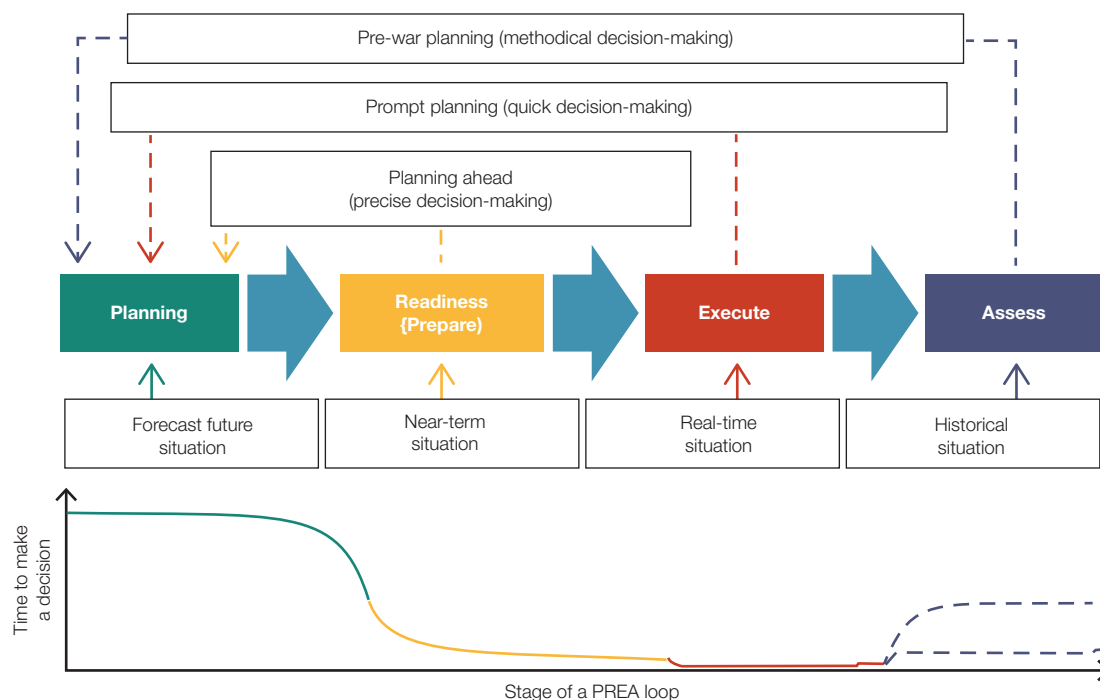 Pre-war planning (methodical decision-making)
Prompt planning (quick decision-making)
Planning ahead
(precise decision-making)
Planning
Readiness
{Prepare)
Execute
Assess
Forecast future
situation
Near-term
situation
Real-time
situation
Historical
situation
Time to make
a decision
Stage of a PREA loop